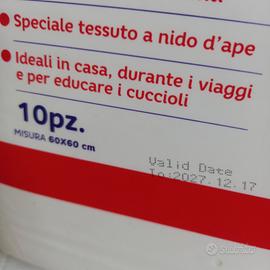 • Speciale tessuto a nido d'ape
• Ideali in casa, durante i viaggi
e per educare i cuccioli
10pz.
MISURA 60X60 cm
Valid Date
To:2027.12.17